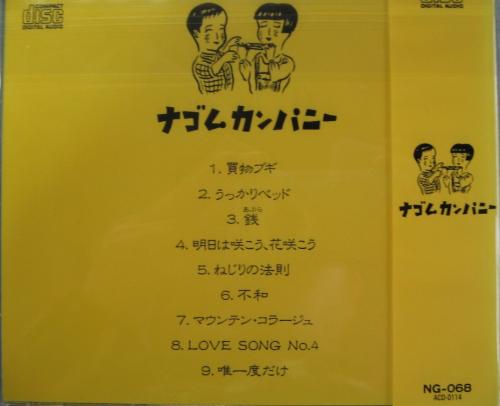 COMPACT
disc
DIGITAL AUDIO
DIGITAL AUDIO
ナゴムカンパニー
1. 買物ブギ
2. うっかりベッド
あぶら
3. 銭
4. 明日は咲こう、花咲こう
5. ねじりの法則
6. 不和
7. マウンテン・コラージュ
8. LOVE SONG No.4
9. 唯一度だけ
ナゴムカンパニー
NG-068
ACD-0114